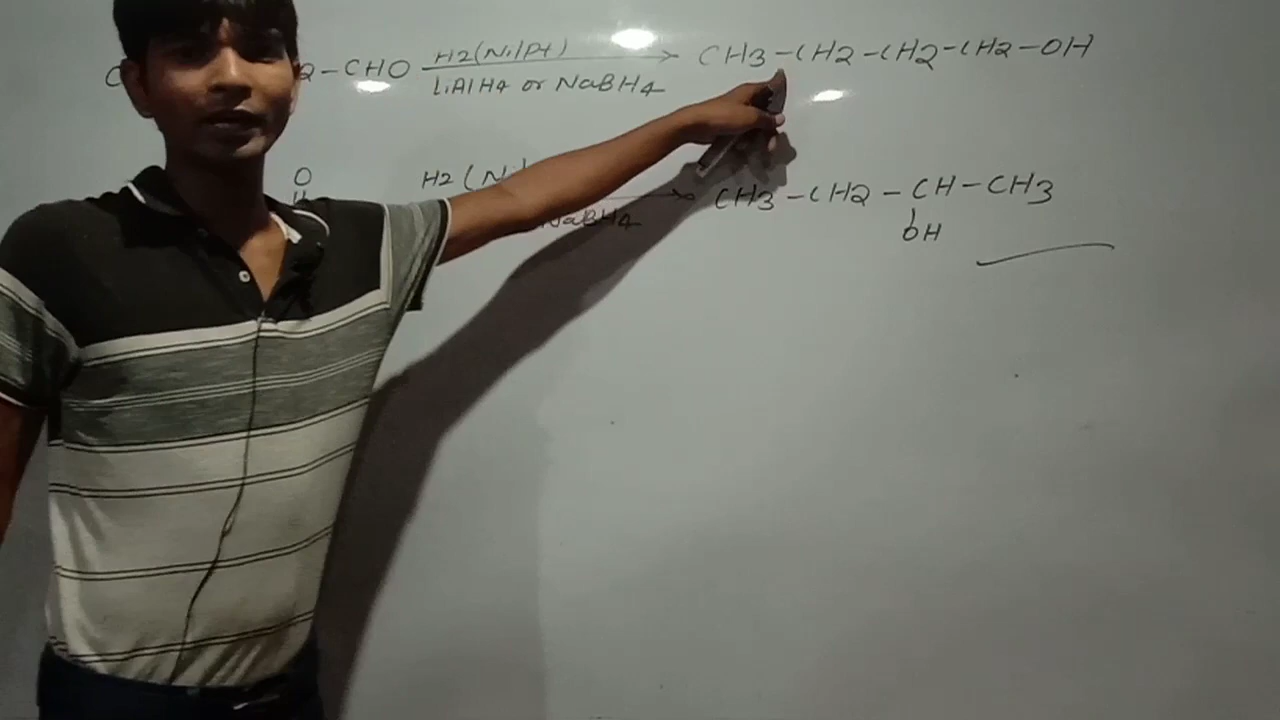 2-CHO H2(Ni/Pt) CH3-CH2-CH2-CH2-OH
LiAlH4 or NaBH4
O
H2 (Ni CH3-CH2-CH-CH3
NaBH4
OH